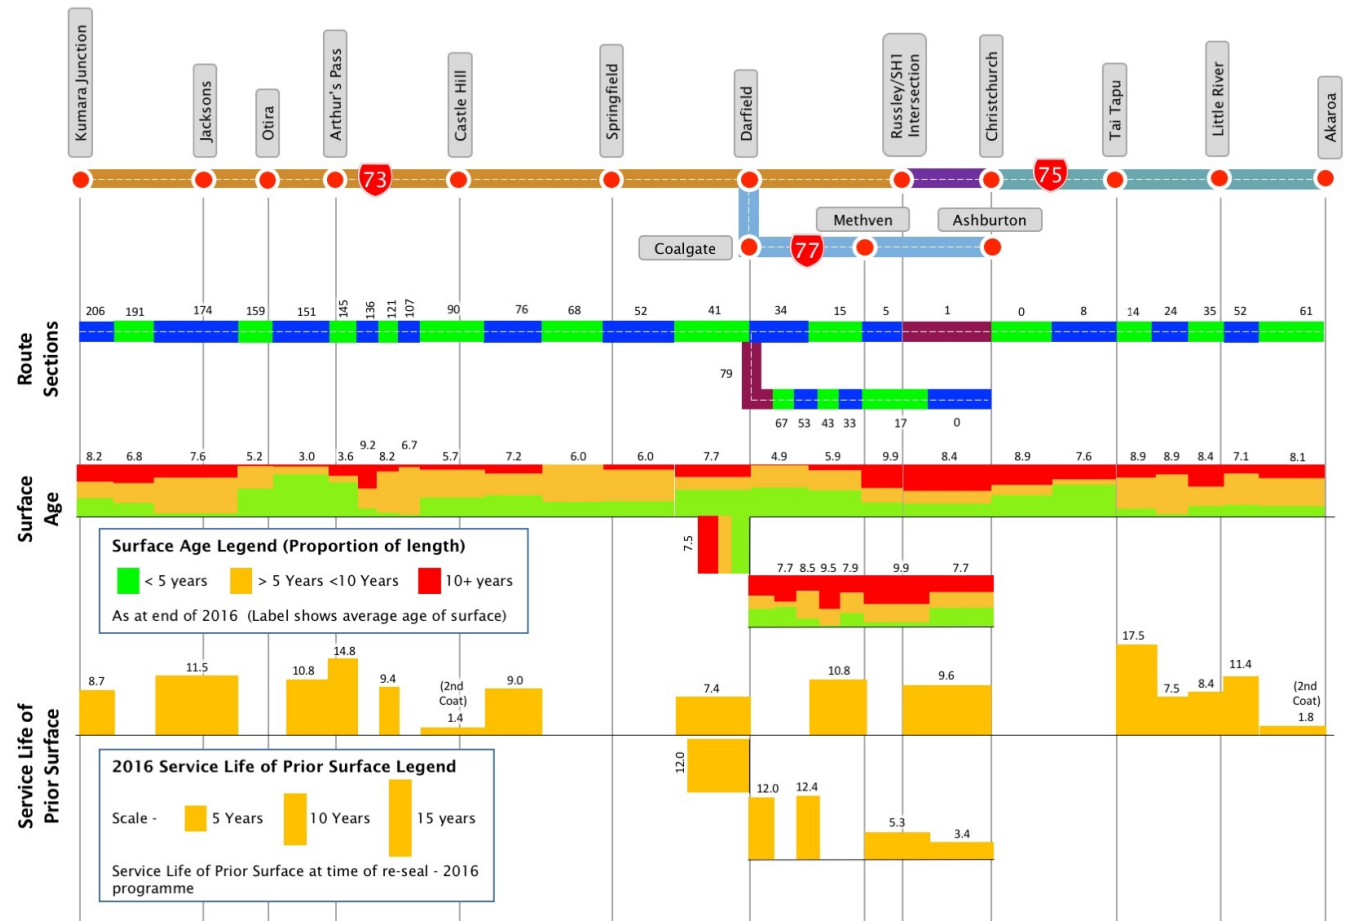 Kumara Junction
Jacksons
Otira
Arthur's Pass
Castle Hill
Springfield
Darfield
Russley/SH1
Intersection
Christchurch
Tai Tapu
Little River
Akaroa
73
75
Methven
Ashburton
Coalgate
77
Route
Sections
206 191 174 159 151 145 136 121 107 90 76 68 52 41 34 15 5 1 0 8 14 24 35 52 61
79
67 53 43 33 17 0
Surface
Age
8.2 6.8 7.6 5.2 3.0 3.6 9.2 8.2 6.7 5.7 7.2 6.0 6.0 7.7 4.9 5.9 9.9 8.4 8.9 7.6 8.9 8.9 8.4 7.1 8.1
7.5
7.7 8.5 9.5 7.9 9.9 7.7
Surface Age Legend (Proportion of length)
< 5 years
> 5 Years <10 Years
10+ years
As at end of 2016 (Label shows average age of surface)
Service Life of
Prior Surface
8.7 11.5 10.8 14.8 9.4
(2nd
Coat)
1.4
9.0 7.4 10.8 9.6 17.5 7.5 8.4 11.4
(2nd
Coat)
1.8
12.0
12.0 12.4 5.3 3.4
2016 Service Life of Prior Surface Legend
Scale -
5 Years
10 Years
15 years
Service Life of Prior Surface at time of re-seal - 2016
programme